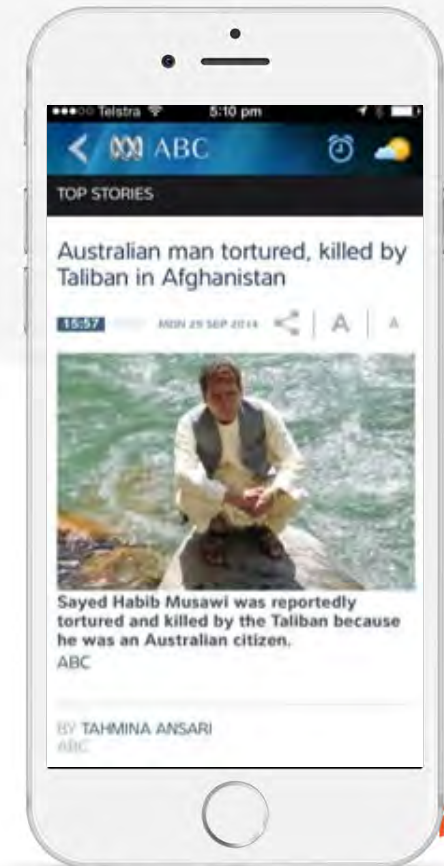 Telstra 5:10 pm
ABC
TOP STORIES
Australian man tortured, killed by
Taliban in Afghanistan
15:57 MON 29 SEP 2014 A A
Sayed Habib Musawi was reportedly
tortured and killed by the Taliban because
he was an Australian citizen.
ABC
BY TAHMINA ANSARI
ABC